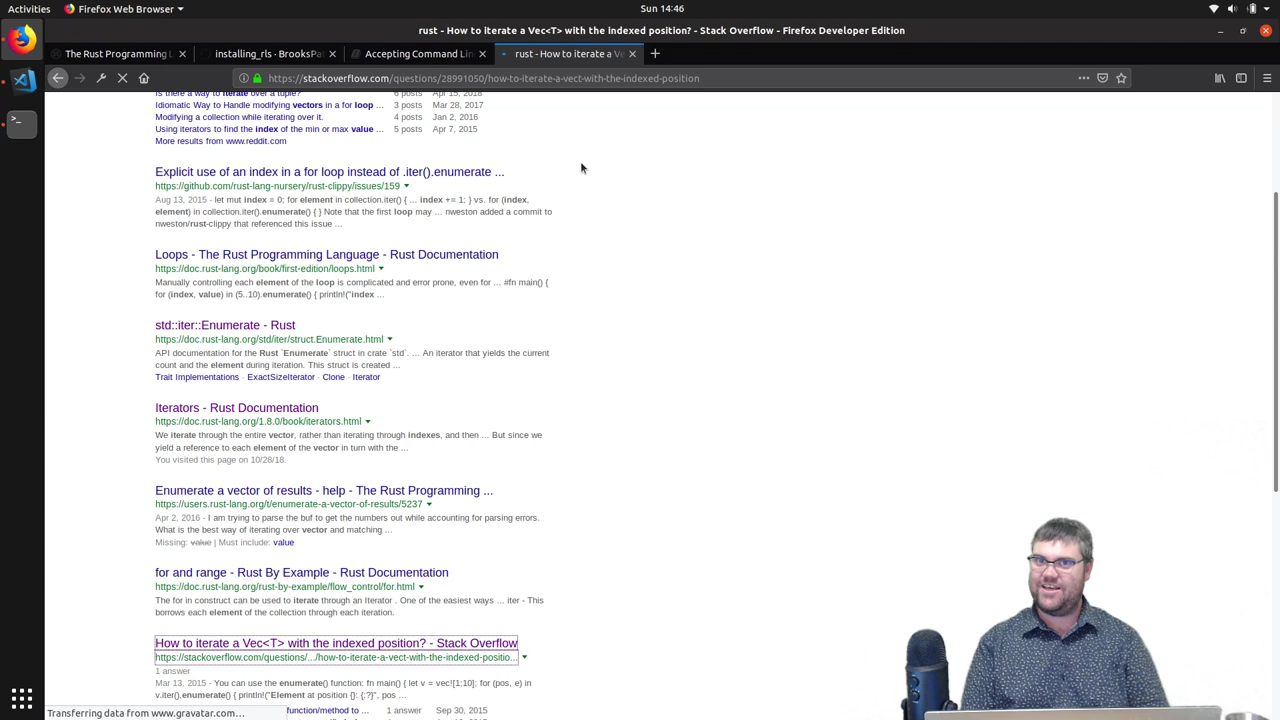 Activities
Firefox Web Browser
Sun 14:46
rust - How to iterate a Vec<T> with the indexed position? - Stack Overflow - Firefox Developer Edition
The Rust Programming L
installing_rls - BrooksPat
Accepting Command Lin
rust - How to iterate a Ve
https://stackoverflow.com/questions/28991050/how-to-iterate-a-vect-with-the-indexed-position
Is there a way to iterate over a tuple? 6 posts Apr 15, 2018
Idiomatic Way to Handle modifying vectors in a for loop ... 3 posts Mar 28, 2017
Modifying a collection while iterating over it. 4 posts Jan 2, 2016
Using iterators to find the index of the min or max value ... 5 posts Apr 7, 2015
More results from www.reddit.com
Explicit use of an index in a for loop instead of .iter().enumerate ...
https://github.com/rust-lang-nursery/rust-clippy/issues/159
Aug 13, 2015 - let mut index = 0; for element in collection.iter() { ... index += 1; } vs. for (index,
element) in collection.iter().enumerate() { } Note that the first loop may ... nweston added a commit to
nweston/rust-clippy that referenced this issue ...
Loops - The Rust Programming Language - Rust Documentation
https://doc.rust-lang.org/book/first-edition/loops.html
Manually controlling each element of the loop is complicated and error prone, even for ... #fn main() {
for (index, value) in (5..10).enumerate() { println!("index ...
std::iter::Enumerate - Rust
https://doc.rust-lang.org/std/iter/struct.Enumerate.html
API documentation for the Rust `Enumerate` struct in crate `std`. ... An iterator that yields the current
count and the element during iteration. This struct is created ...
Trait Implementations · ExactSizeIterator · Clone · Iterator
Iterators - Rust Documentation
https://doc.rust-lang.org/1.8.0/book/iterators.html
We iterate through the entire vector, rather than iterating through indexes, and then ... But since we
yield a reference to each element of the vector in turn with the ...
You visited this page on 10/28/18.
Enumerate a vector of results - help - The Rust Programming ...
https://users.rust-lang.org/t/enumerate-a-vector-of-results/5237
Apr 2, 2016 - I am trying to parse the buf to get the numbers out while accounting for parsing errors.
What is the best way of iterating over vector and matching ...
Missing: value | Must include: value
for and range - Rust By Example - Rust Documentation
https://doc.rust-lang.org/rust-by-example/flow_control/for.html
The for in construct can be used to iterate through an Iterator . One of the easiest ways ... iter - This
borrows each element of the collection through each iteration.
How to iterate a Vec<T> with the indexed position? - Stack Overflow
https://stackoverflow.com/questions/.../how-to-iterate-a-vect-with-the-indexed-positio...
1 answer
Mar 13, 2015 - You can use the enumerate() function: fn main() { let v = vec![1;10]; for (pos, e) in
v.iter().enumerate() { println!("Element at position {}: {:?}", pos ...
function/method to ... 1 answer Sep 30, 2015
Transferring data from www.gravatar.com...